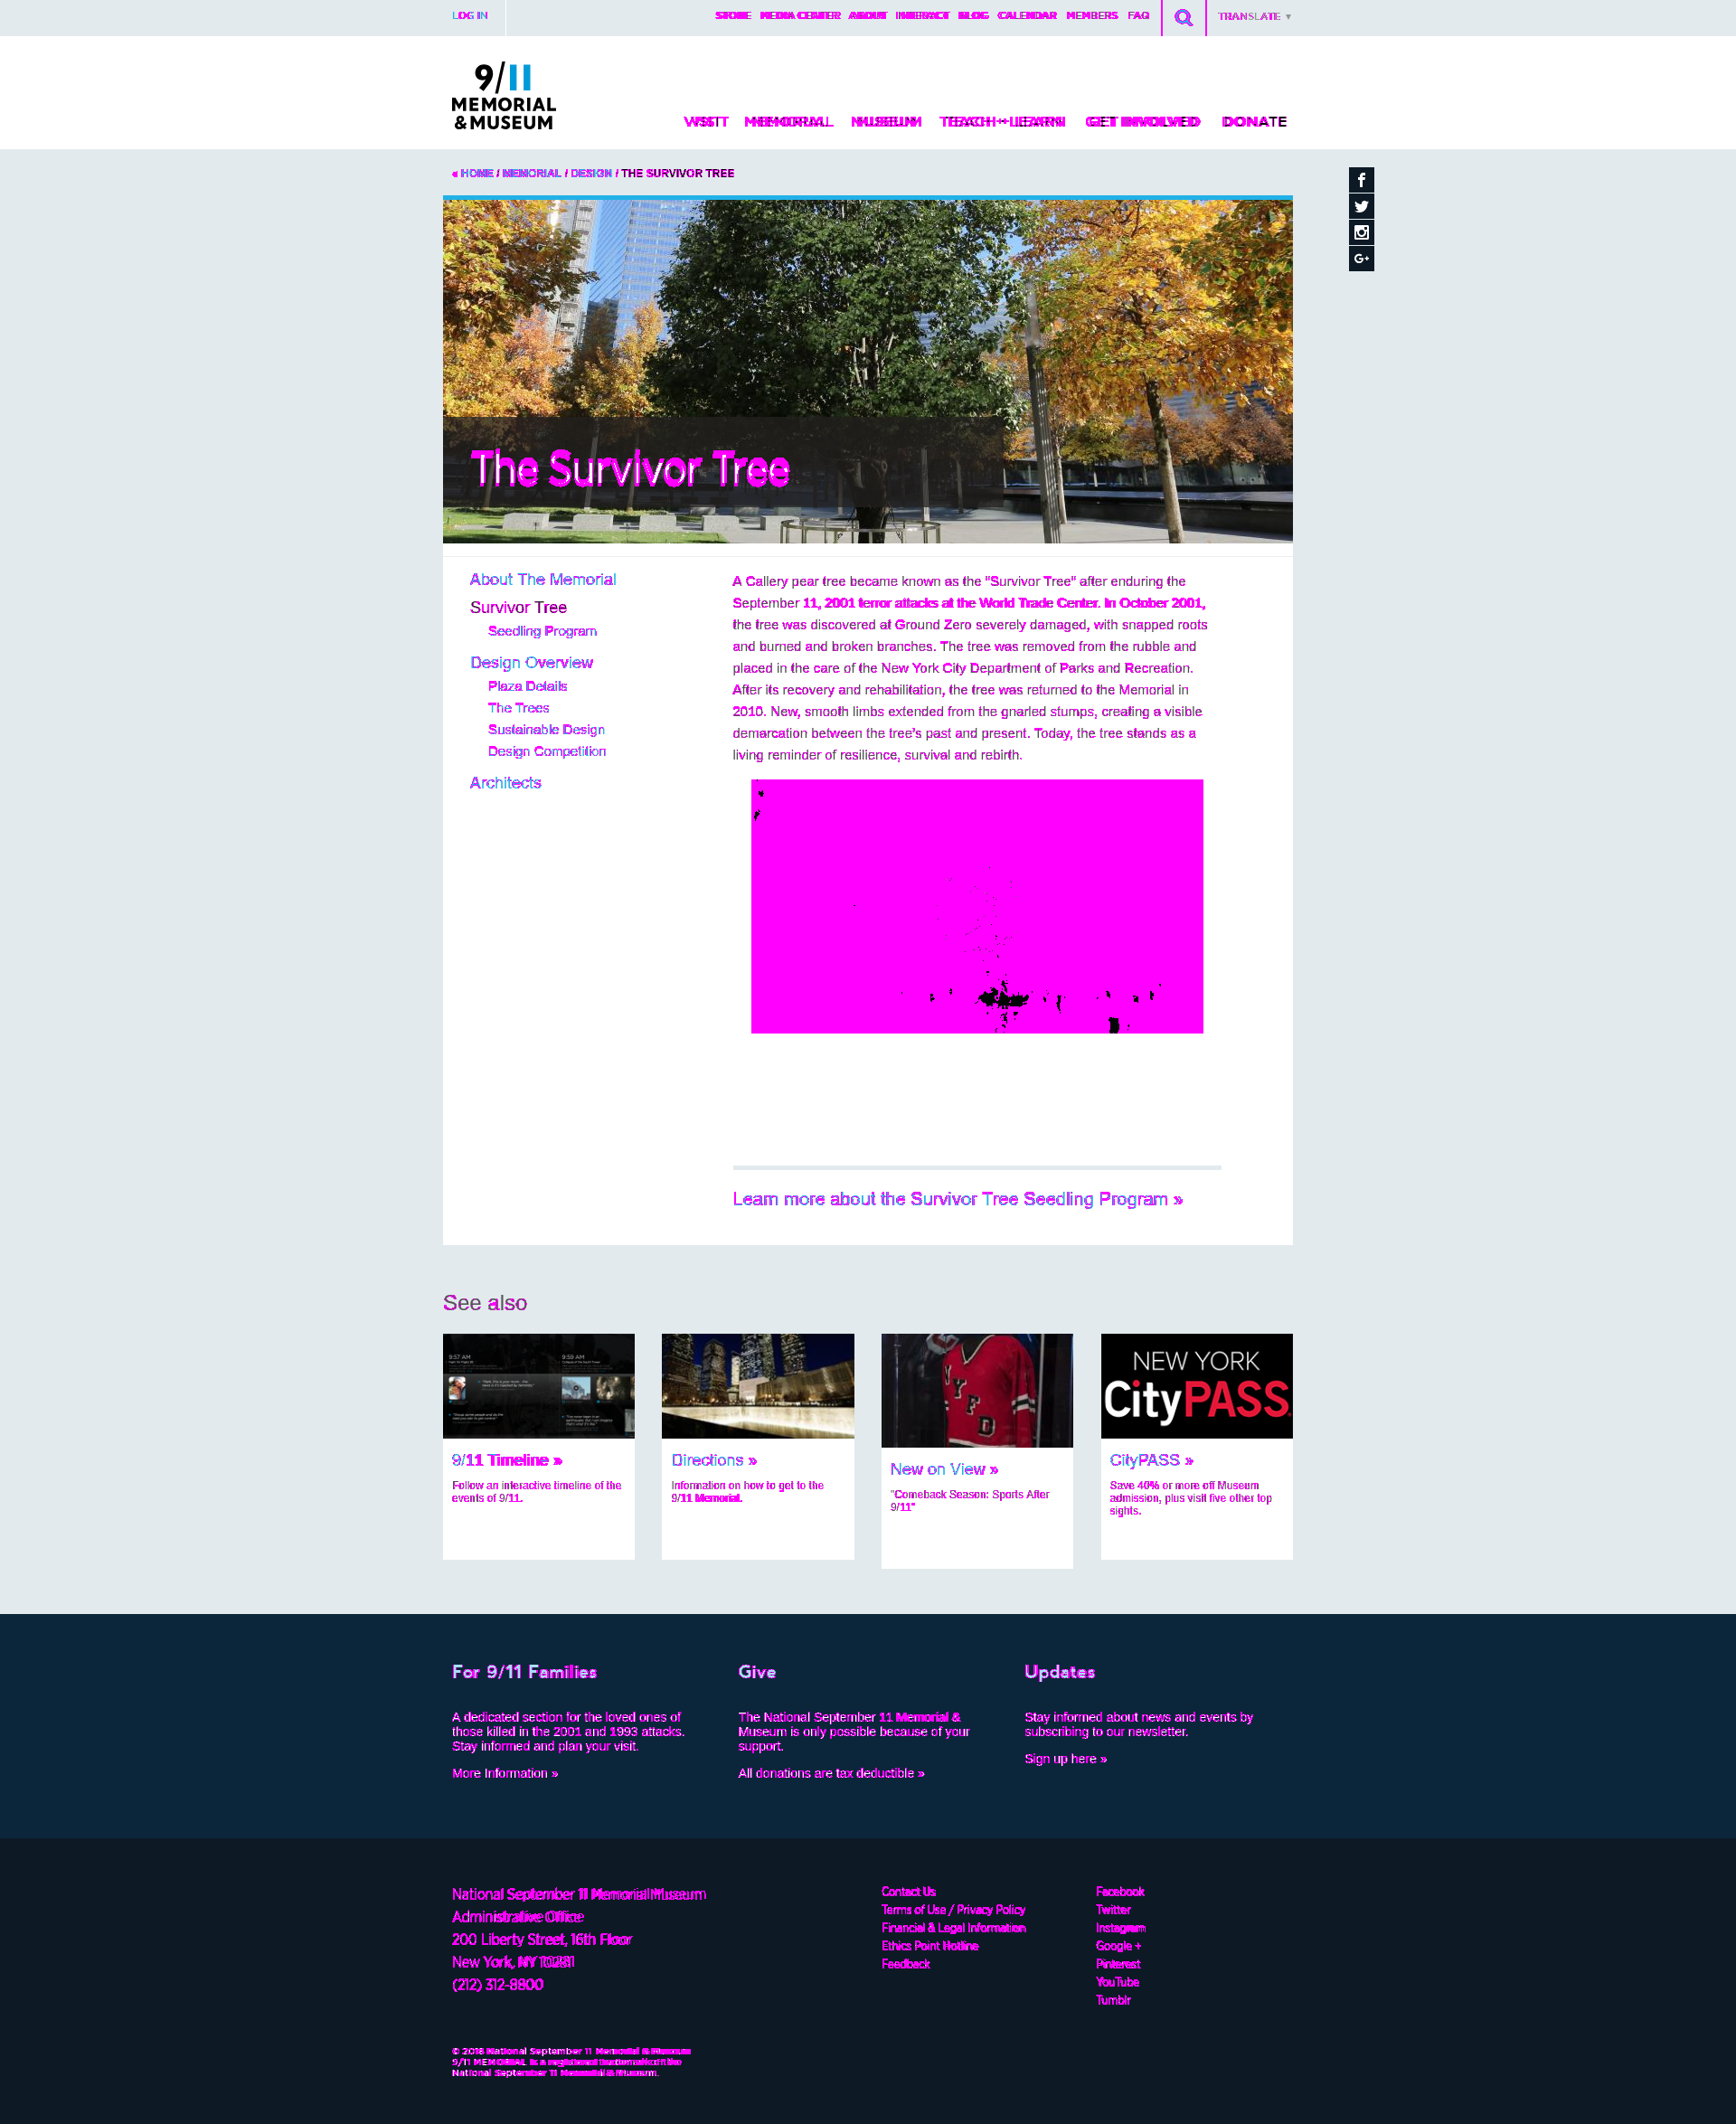 LOG IN
STORE MEDIA CENTER ABOUT INTERACT BLOG CALENDAR MEMBERS FAQ
TRANSLATE ▼
9/11
MEMORIAL
& MUSEUM
VISIT MEMORIAL MUSEUM TEACH + LEARN GET INVOLVED DONATE
« HOME / MEMORIAL / DESIGN / THE SURVIVOR TREE
The Survivor Tree
About The Memorial
Survivor Tree
Seedling Program
Design Overview
Plaza Details
The Trees
Sustainable Design
Design Competition
Architects
A Callery pear tree became known as the "Survivor Tree" after enduring the
September 11, 2001 terror attacks at the World Trade Center. In October 2001,
the tree was discovered at Ground Zero severely damaged, with snapped roots
and burned and broken branches. The tree was removed from the rubble and
placed in the care of the New York City Department of Parks and Recreation.
After its recovery and rehabilitation, the tree was returned to the Memorial in
2010. New, smooth limbs extended from the gnarled stumps, creating a visible
demarcation between the tree's past and present. Today, the tree stands as a
living reminder of resilience, survival and rebirth.
Learn more about the Survivor Tree Seedling Program »
See also
9:57 AM
9:59 AM
9/11 Timeline »
Follow an interactive timeline of the
events of 9/11.
Directions »
Information on how to get to the
9/11 Memorial.
NYFD
New on View »
"Comeback Season: Sports After
9/11"
NEW YORK
CityPASS
CityPASS »
Save 40% or more off Museum
admission, plus visit five other top
sights.
For 9/11 Families
A dedicated section for the loved ones of
those killed in the 2001 and 1993 attacks.
Stay informed and plan your visit.
More Information »
Give
The National September 11 Memorial &
Museum is only possible because of your
support.
All donations are tax deductible »
Updates
Stay informed about news and events by
subscribing to our newsletter.
Sign up here »
National September 11 Memorial Museum
Administrative Office
200 Liberty Street, 16th Floor
New York, NY 10281
(212) 312-8800
Contact Us
Terms of Use / Privacy Policy
Financial & Legal Information
Ethics Point Hotline
Feedback
Facebook
Twitter
Instagram
Google +
Pinterest
YouTube
Tumblr
© 2018 National September 11 Memorial & Museum
9/11 MEMORIAL is a registered trademark of the
National September 11 Memorial & Museum.